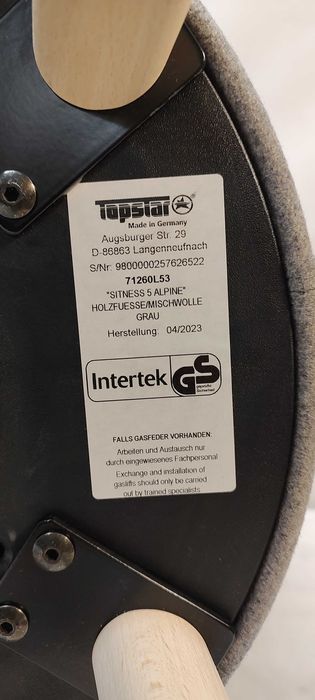 Topstar
Made in Germany
Augsburger Str. 29
D-86863 Langenneufnach
S/Nr: 9800000257626522
71260L53
"SITNESS 5 ALPINE"
HOLZFUESSE/MISCHWOLLE
GRAU
Herstellung: 04/2023
Intertek GS
geprüfte
Sicherheit
FALLS GASFEDER VORHANDEN:
Arbeiten und Austausch nur
durch eingewiesenes Fachpersonal
Exchange and installation of
gaslifts should only be carried
out by trained specialists